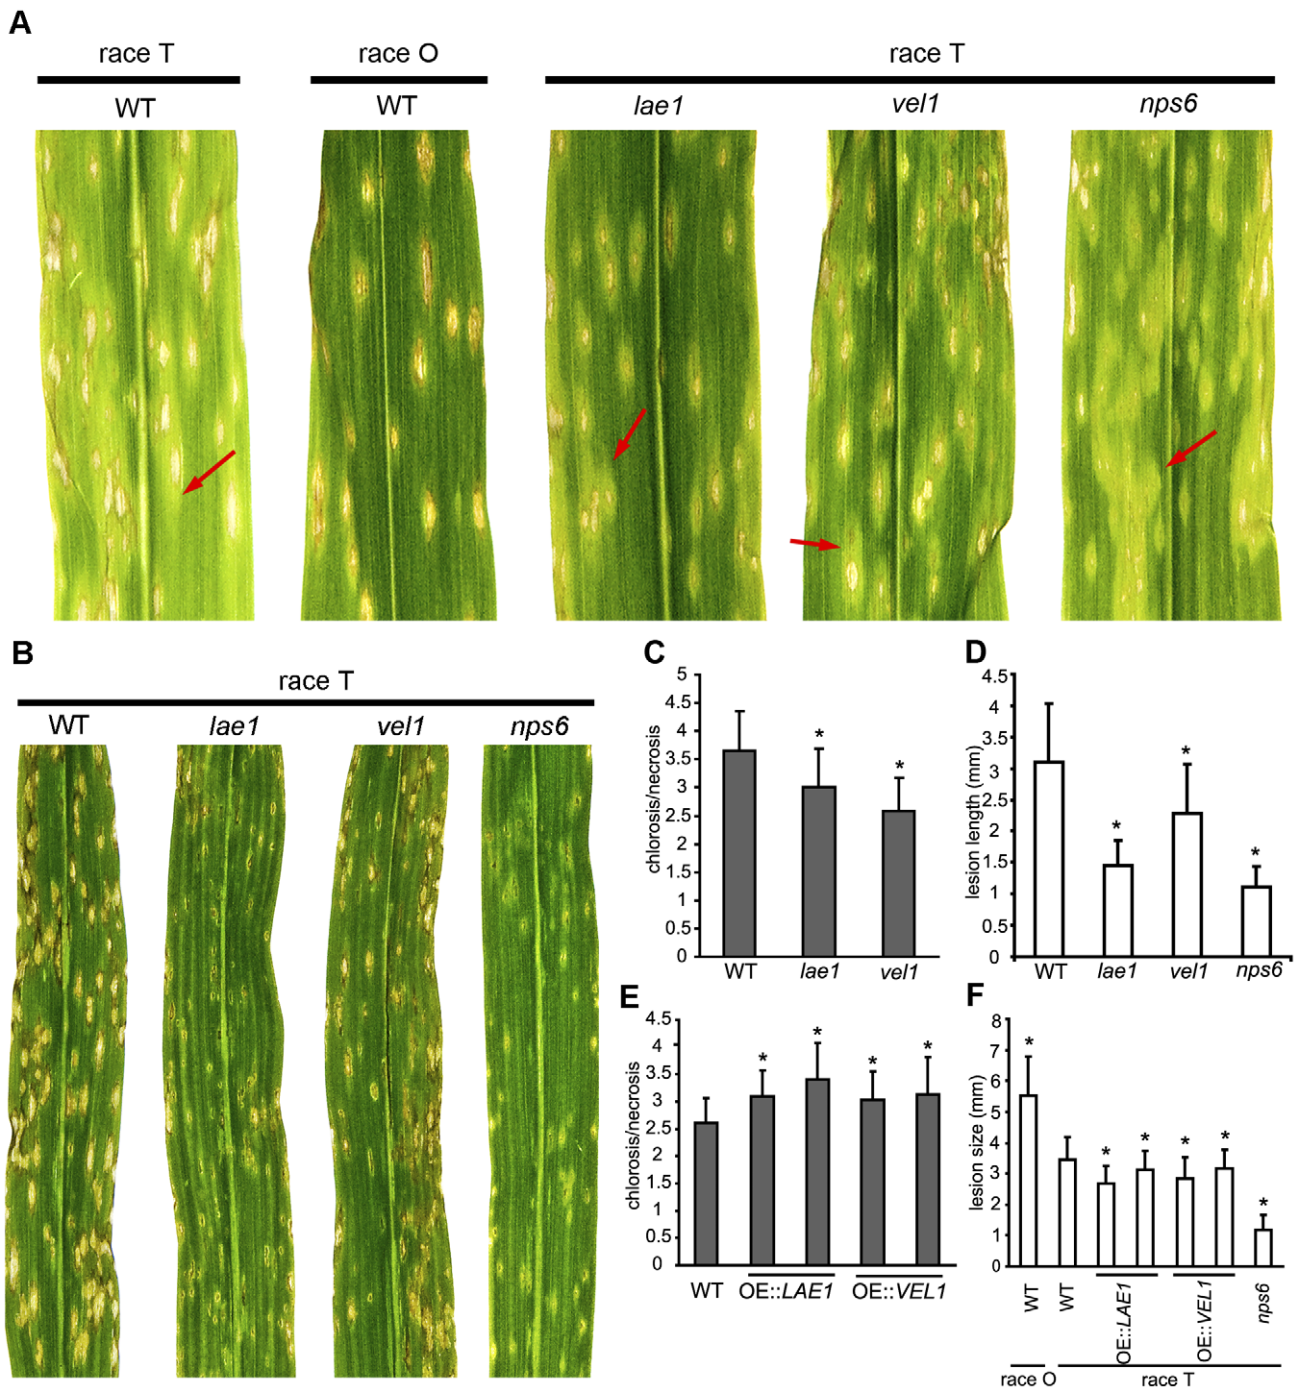 A
race T
race O
race T
WT
WT
lae1
vel1
nps6
B
race T
WT
lae1
vel1
nps6
C
chlorosis/necrosis
5
4.5
4
3.5
3
2.5
2
1.5
1
0.5
0
*
*
WT
lae1
vel1
D
lesion length (mm)
4.5
4
3.5
3
2.5
2
1.5
1
0.5
0
*
*
*
WT
lae1
vel1
nps6
E
chlorosis/necrosis
4.5
4
3.5
3
2.5
2
1.5
1
0.5
0
*
*
*
*
WT
OE::LAE1
OE::VEL1
F
lesion size (mm)
8
7
6
5
4
3
2
1
0
*
*
*
*
*
*
WT
WT
OE::LAE1
OE::VEL1
nps6
race O
race T